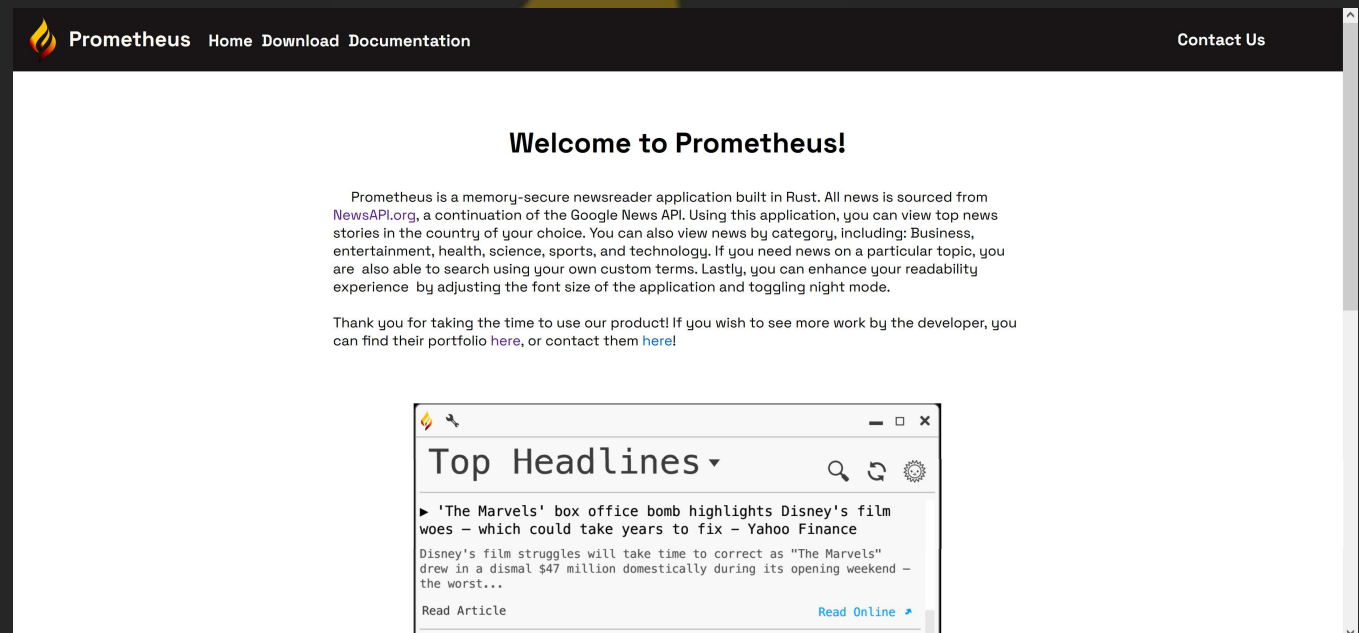 Prometheus Home Download Documentation Contact Us
Welcome to Prometheus!
Prometheus is a memory-secure newsreader application built in Rust. All news is sourced from
NewsAPI.org, a continuation of the Google News API. Using this application, you can view top news
stories in the country of your choice. You can also view news by category, including: Business,
entertainment, health, science, sports, and technology. If you need news on a particular topic, you
are  also able to search using your own custom terms. Lastly, you can enhance your readability
experience  by adjusting the font size of the application and toggling night mode.
Thank you for taking the time to use our product! If you wish to see more work by the developer, you
can find their portfolio here, or contact them here!
Top Headlines
▶ 'The Marvels' box office bomb highlights Disney's film
woes — which could take years to fix - Yahoo Finance
Disney's film struggles will take time to correct as "The Marvels"
drew in a dismal $47 million domestically during its opening weekend —
the worst...
Read Article Read Online